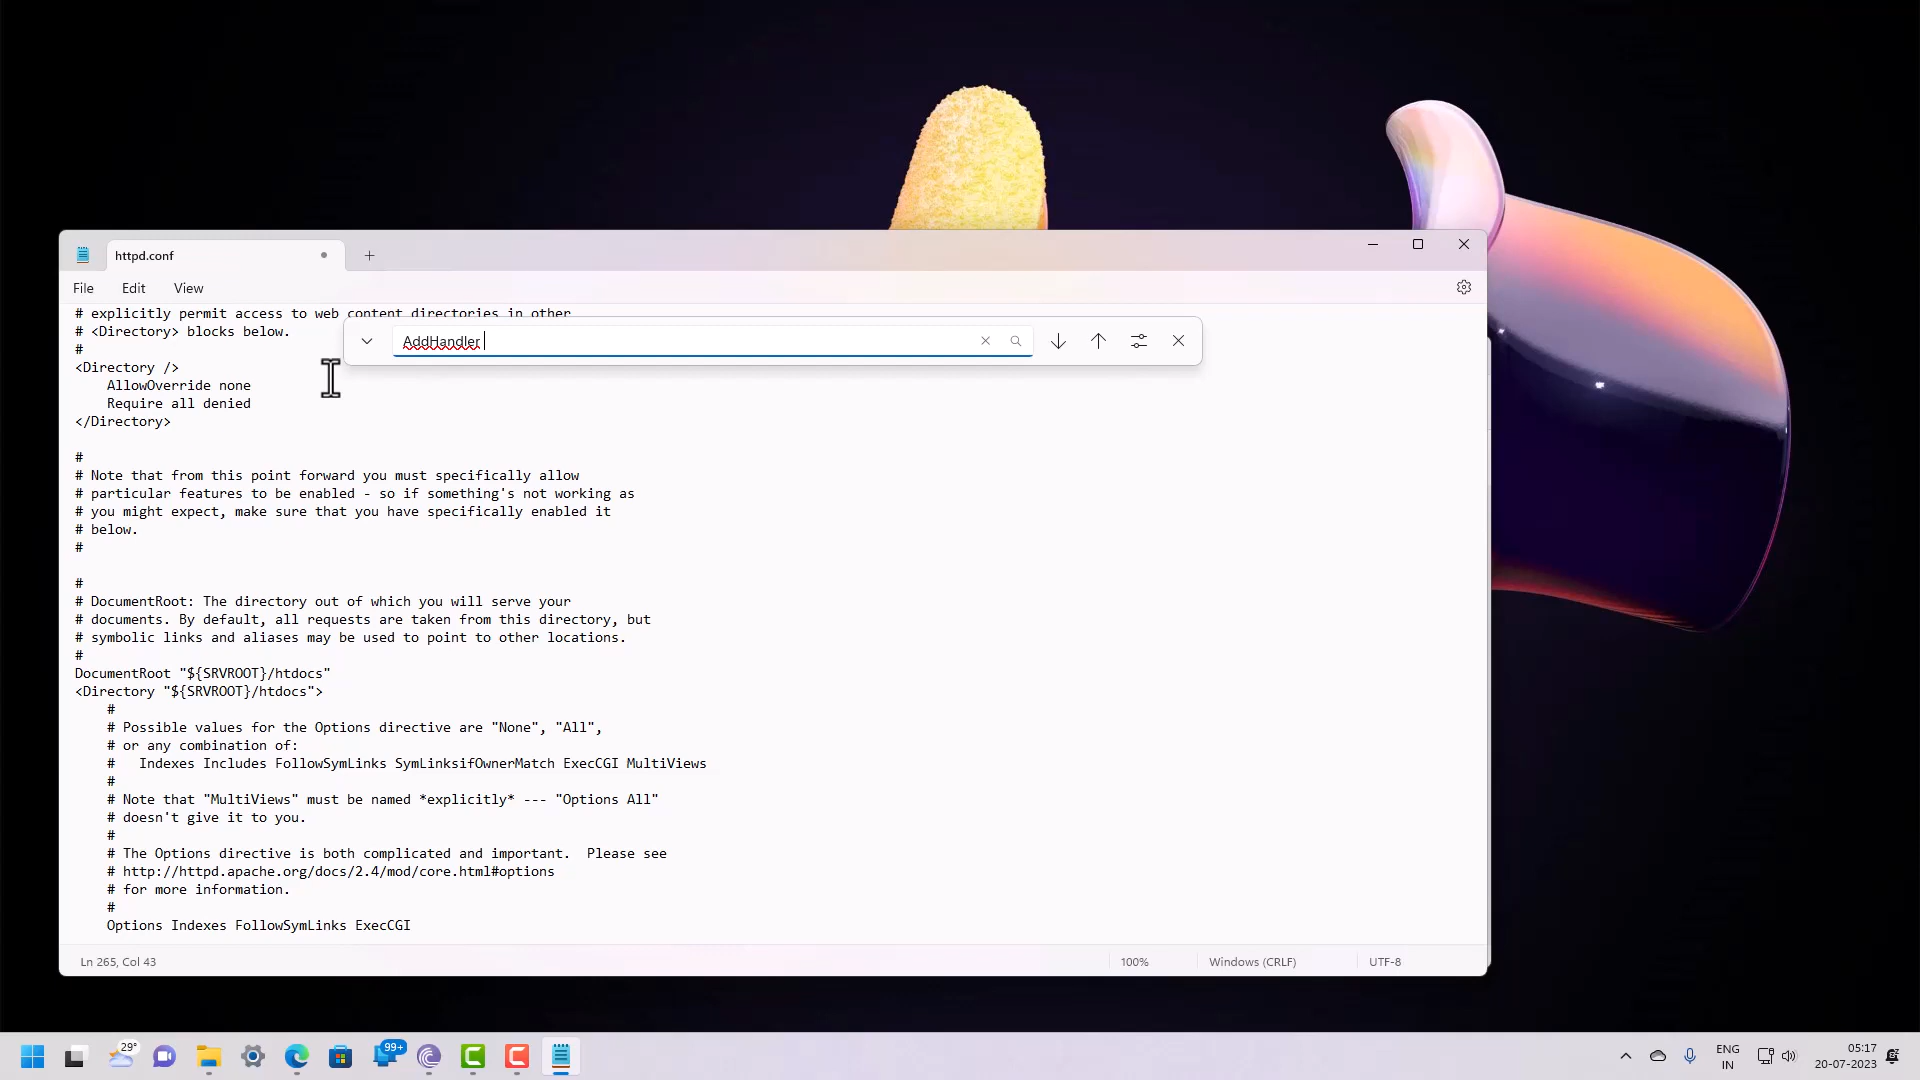 httpd.conf
File Edit View
# explicitly permit access to web content directories in other
# <Directory> blocks below.
AddHandler
#
<Directory />
AllowOverride none
Require all denied
</Directory>
#
# Note that from this point forward you must specifically allow
# particular features to be enabled - so if something's not working as
# you might expect, make sure that you have specifically enabled it
# below.
#
#
# DocumentRoot: The directory out of which you will serve your
# documents. By default, all requests are taken from this directory, but
# symbolic links and aliases may be used to point to other locations.
#
DocumentRoot "${SRVROOT}/htdocs"
<Directory "${SRVROOT}/htdocs">
#
# Possible values for the Options directive are "None", "All",
# or any combination of:
#   Indexes Includes FollowSymLinks SymLinksifOwnerMatch ExecCGI MultiViews
#
# Note that "MultiViews" must be named *explicitly* --- "Options All"
# doesn't give it to you.
#
# The Options directive is both complicated and important.  Please see
# http://httpd.apache.org/docs/2.4/mod/core.html#options
# for more information.
#
Options Indexes FollowSymLinks ExecCGI
Ln 265, Col 43 100% Windows (CRLF) UTF-8
29° 99+ ENG 05:17
IN 20-07-2023